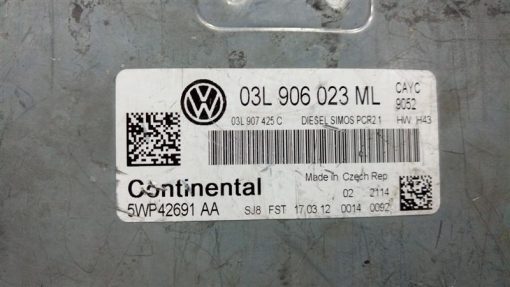 VW 03L 906 023 ML CAYC
9052
03L 907 425 C DIESEL SIMOS PCR2 1 HW H43
Made in Czech Rep
Continental 02 2114
5WP42691 AA SJ8 FST 17 03 12 0014 0092